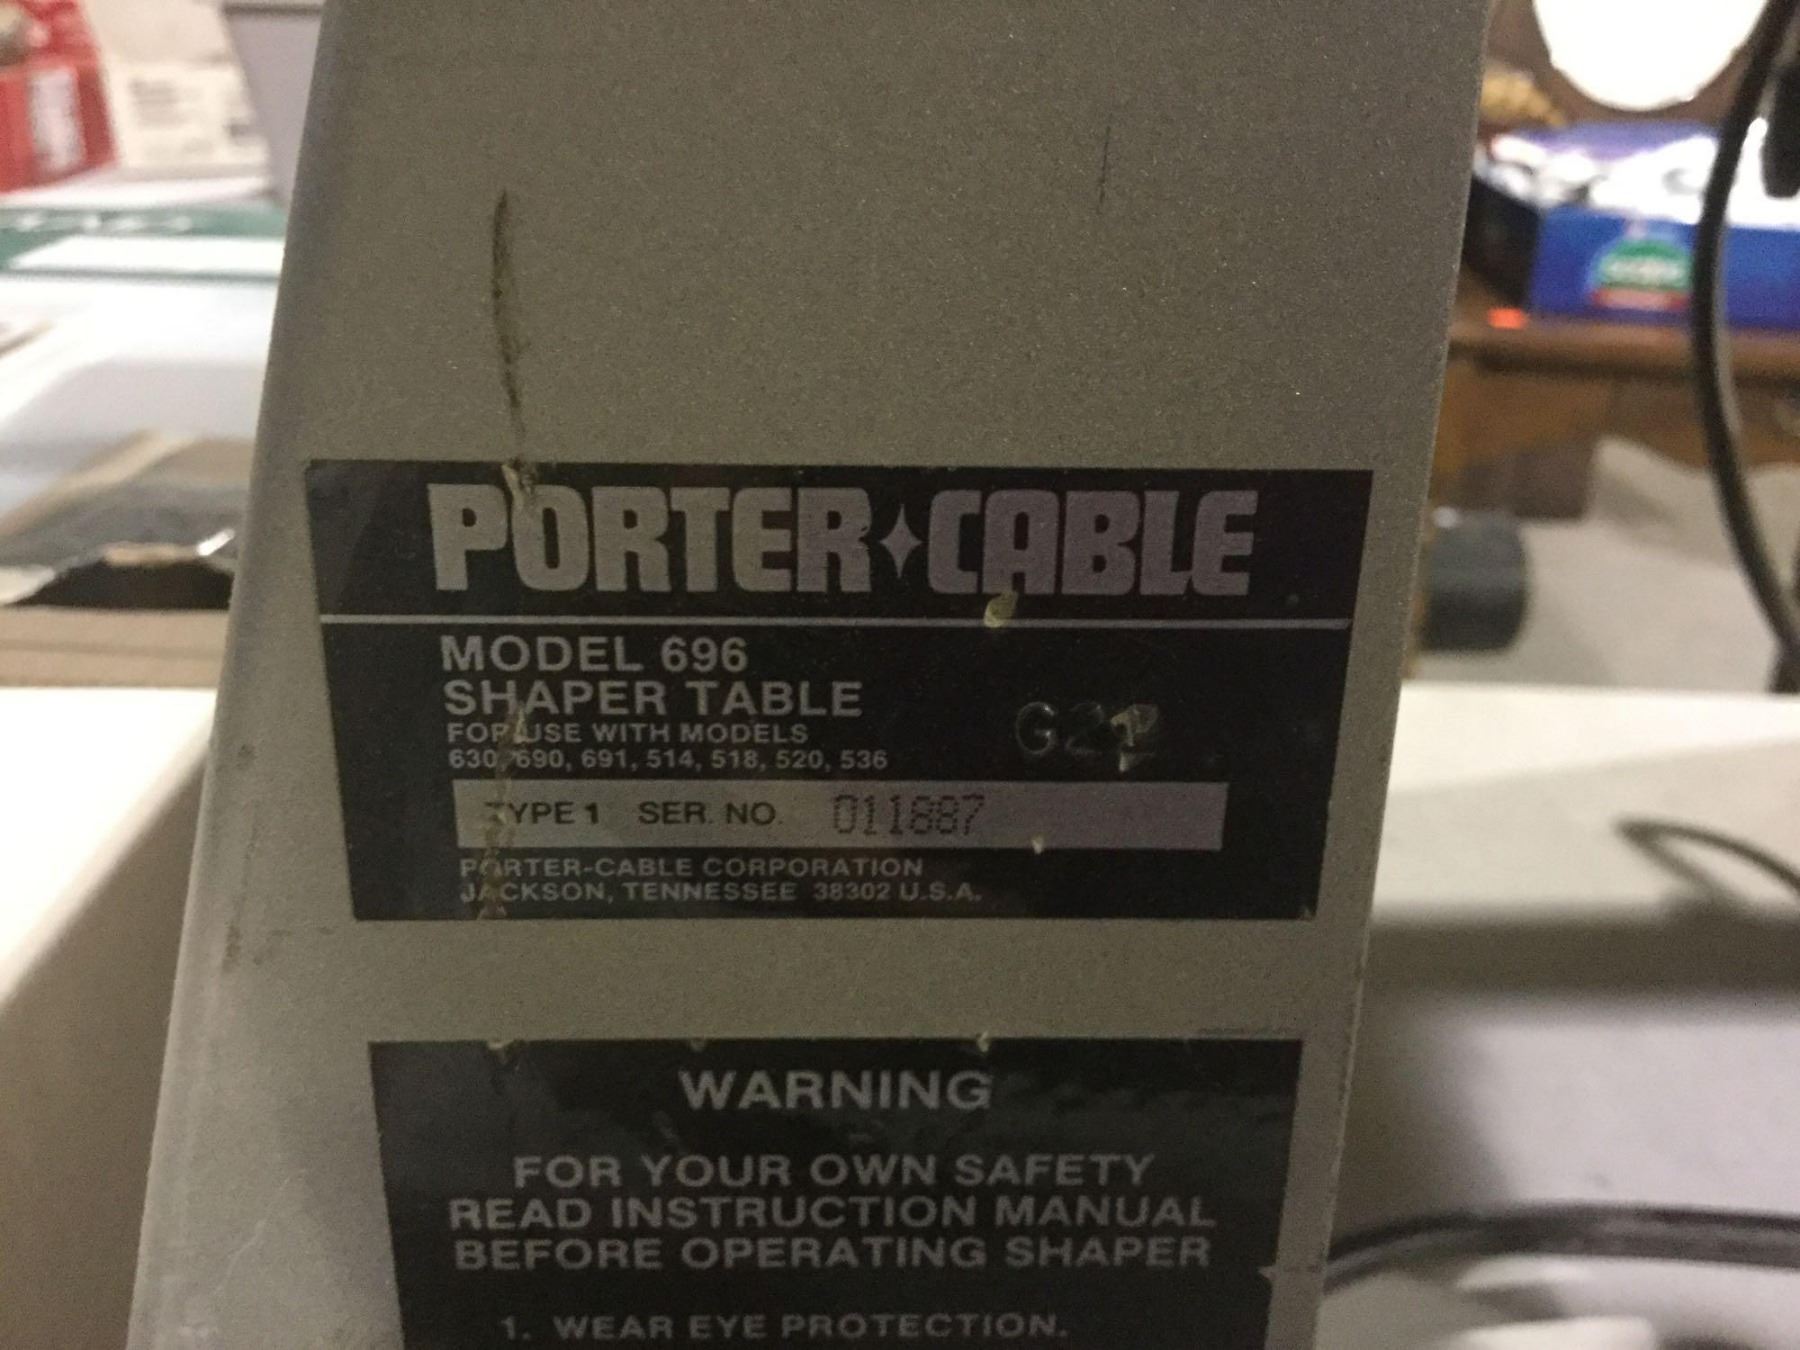 PORTER✦CABLE
MODEL 696
SHAPER TABLE
FOR USE WITH MODELS
630, 690, 691, 514, 518, 520, 536
TYPE 1 SER. NO. 011887
PORTER-CABLE CORPORATION
JACKSON, TENNESSEE 38302 U.S.A.
WARNING
FOR YOUR OWN SAFETY
READ INSTRUCTION MANUAL
BEFORE OPERATING SHAPER
1. WEAR EYE PROTECTION.